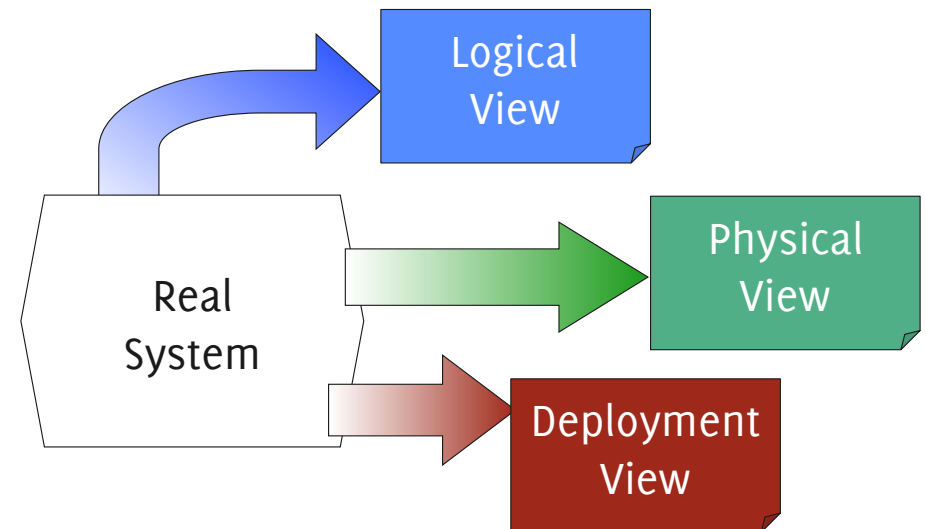 Logical
View
Physical
View
Real
System
Deployment
View